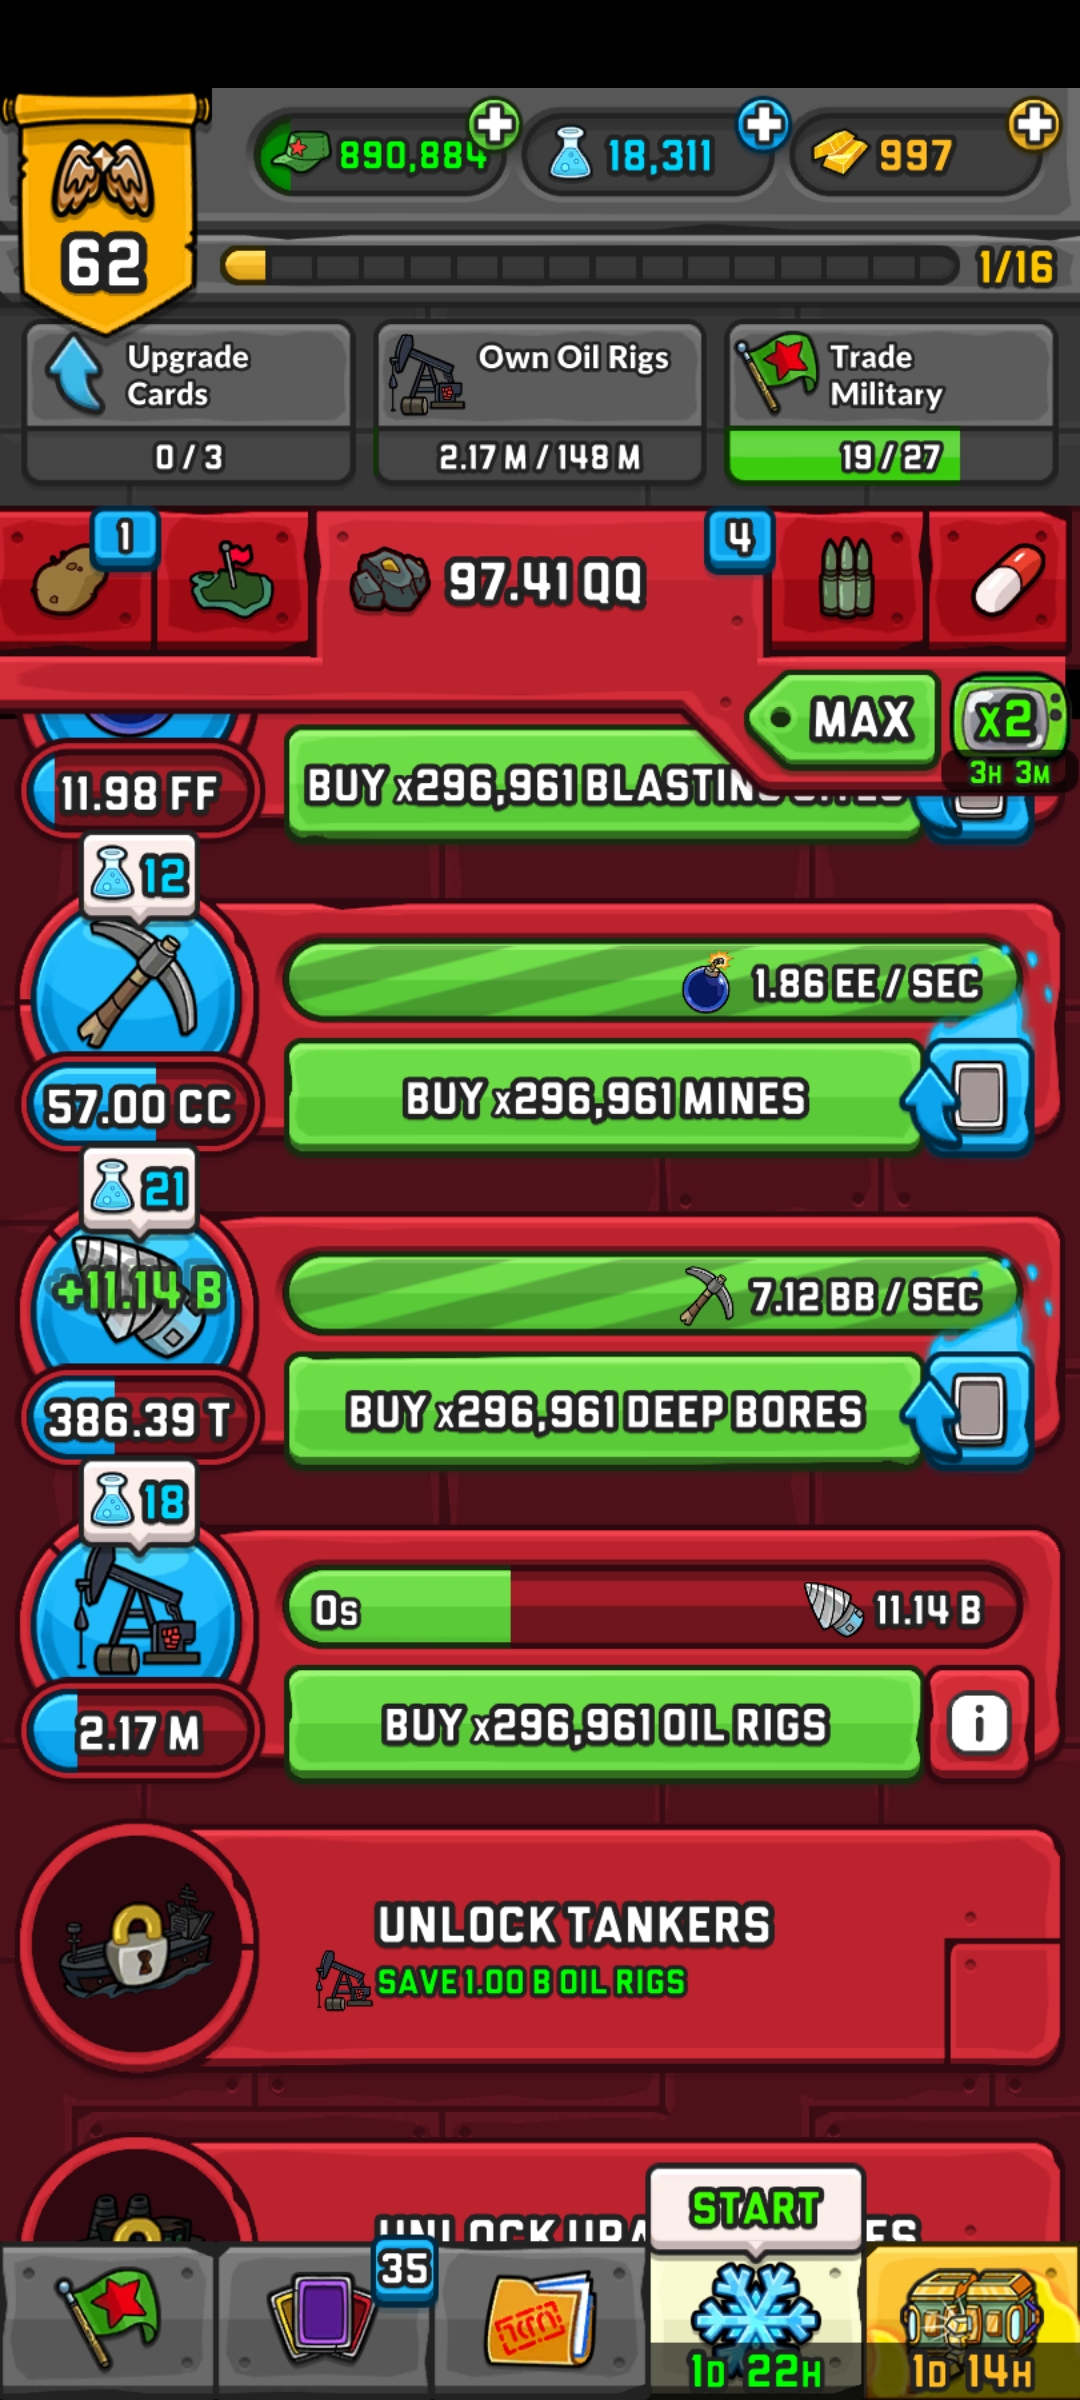 890,884
18,311
997
62
1/16
Upgrade
Cards
0 / 3
Own Oil Rigs
2.17 M / 148 M
Trade
Military
19 / 27
1
97.41 QQ
4
MAX
x2
3H 3M
11.98 FF
BUY x296,961
12
1.86 EE / SEC
57.00 CC
BUY x296,961 MINES
21
+11.14 B
7.12 BB / SEC
386.39 T
BUY x296,961 DEEP BORES
18
0s
11.14 B
2.17 M
BUY x296,961 OIL RIGS
i
UNLOCK TANKERS
SAVE 1.00 B OIL RIGS
START
UNLOCK
35
1D 22H
1D 14H